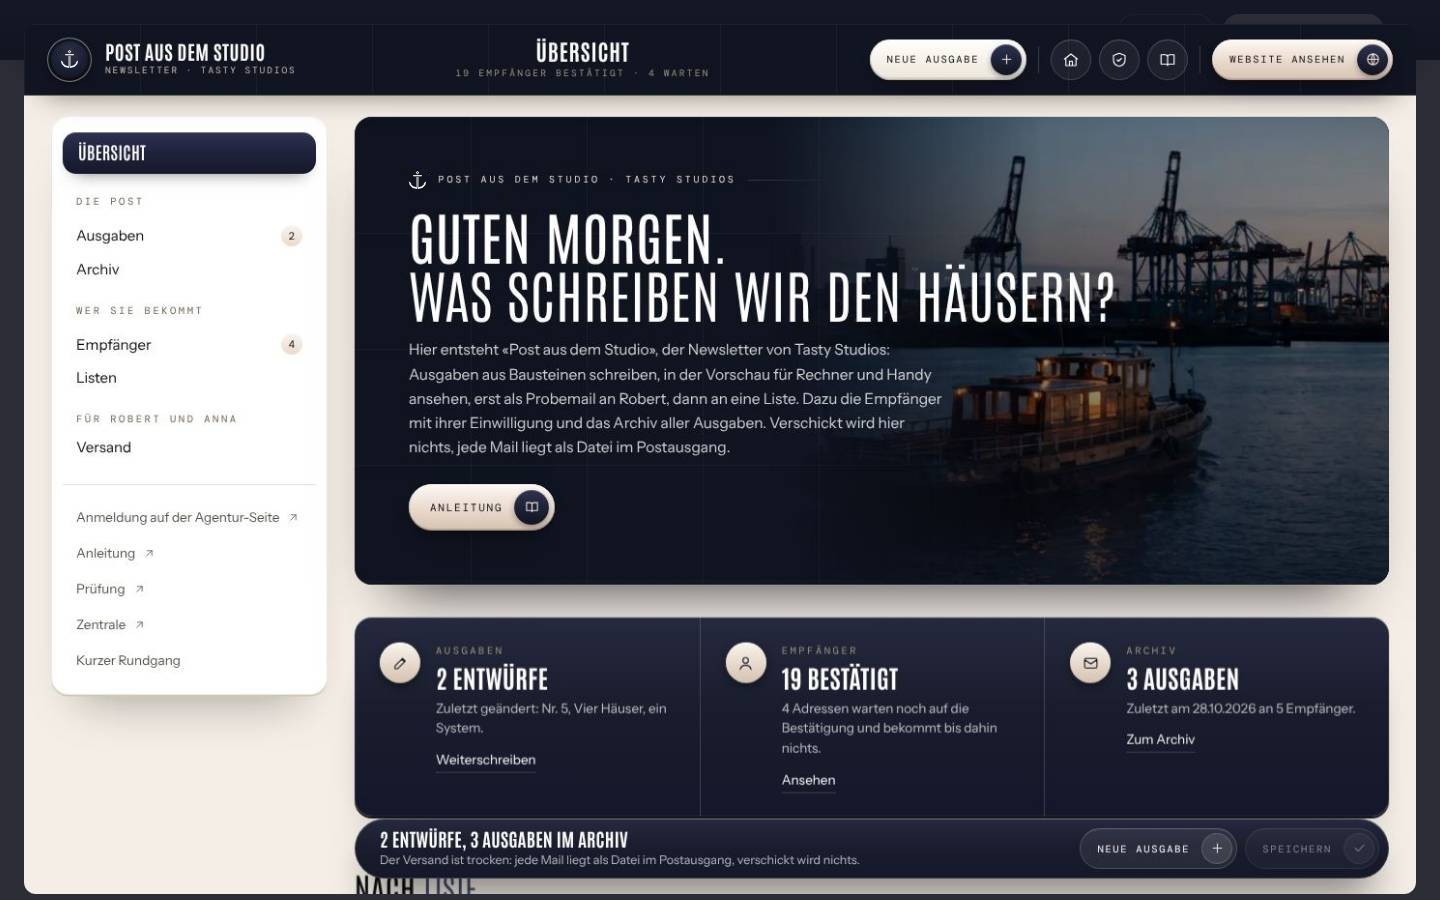 POST AUS DEM STUDIO
NEWSLETTER · TASTY STUDIOS
ÜBERSICHT
19 EMPFÄNGER BESTÄTIGT · 4 WARTEN
NEUE AUSGABE
WEBSITE ANSEHEN
ÜBERSICHT
DIE POST
Ausgaben 2
Archiv
WER SIE BEKOMMT
Empfänger 4
Listen
FÜR ROBERT UND ANNA
Versand
Anmeldung auf der Agentur-Seite
Anleitung
Prüfung
Zentrale
Kurzer Rundgang
POST AUS DEM STUDIO · TASTY STUDIOS
GUTEN MORGEN.
WAS SCHREIBEN WIR DEN HÄUSERN?
Hier entsteht «Post aus dem Studio», der Newsletter von Tasty Studios:
Ausgaben aus Bausteinen schreiben, in der Vorschau für Rechner und Handy
ansehen, erst als Probemail an Robert, dann an eine Liste. Dazu die Empfänger
mit ihrer Einwilligung und das Archiv aller Ausgaben. Verschickt wird hier
nichts, jede Mail liegt als Datei im Postausgang.
ANLEITUNG
AUSGABEN
2 ENTWÜRFE
Zuletzt geändert: Nr. 5, Vier Häuser, ein
System.
Weiterschreiben
EMPFÄNGER
19 BESTÄTIGT
4 Adressen warten noch auf die
Bestätigung und bekommt bis dahin
nichts.
Ansehen
ARCHIV
3 AUSGABEN
Zuletzt am 28.10.2026 an 5 Empfänger.
Zum Archiv
2 ENTWÜRFE, 3 AUSGABEN IM ARCHIV
Der Versand ist trocken: jede Mail liegt als Datei im Postausgang, verschickt wird nichts.
NEUE AUSGABE
SPEICHERN
NACH LISTE